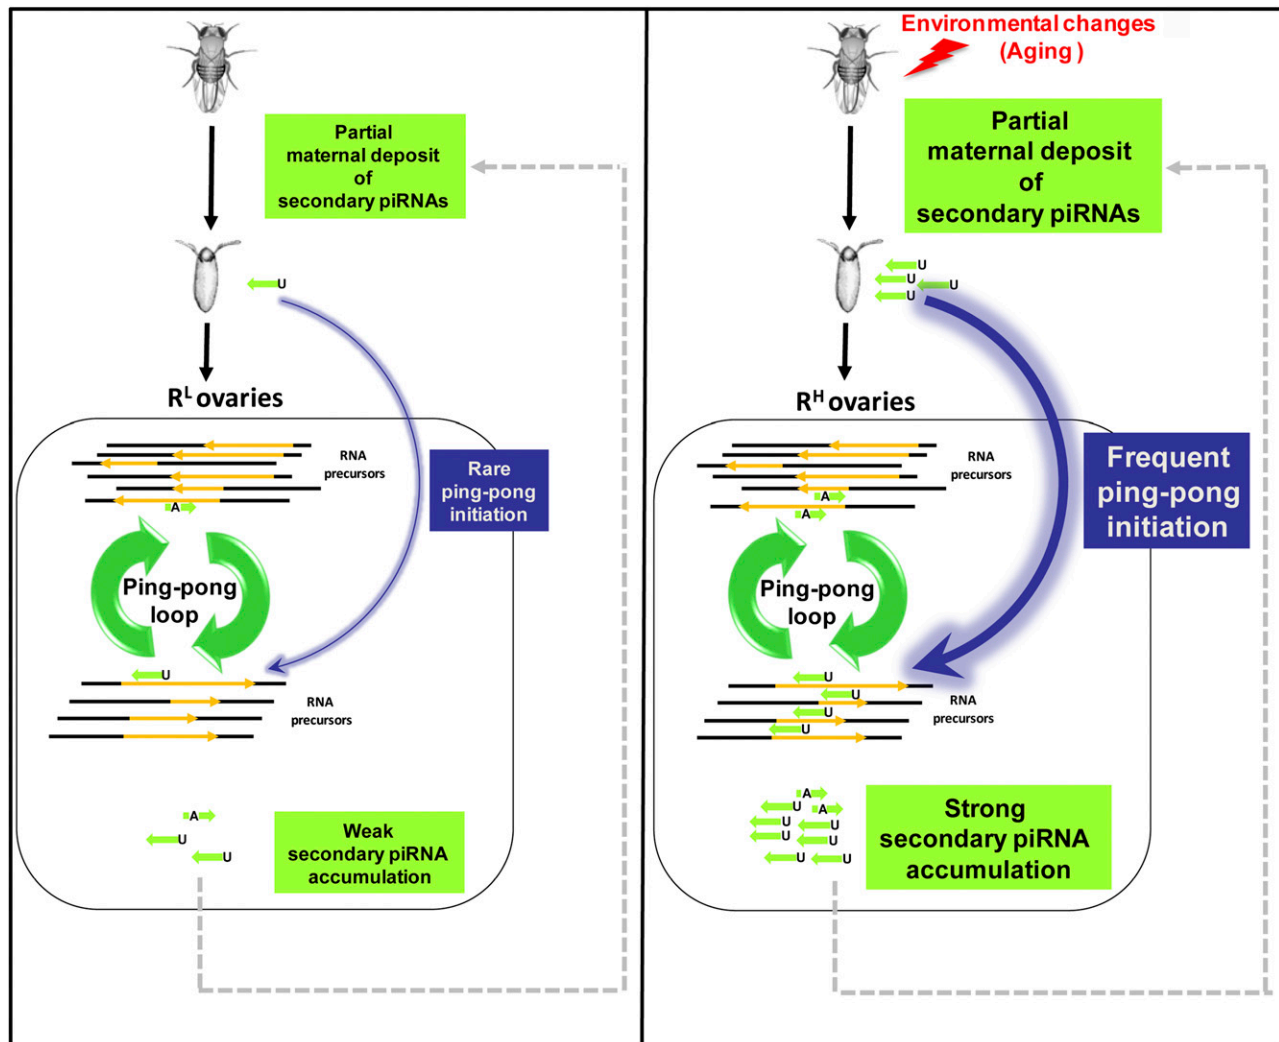 Partial
maternal deposit
of
secondary piRNAs
U
R^L ovaries
RNA
precursors
A
Rare
ping-pong
initiation
Ping-pong
loop
U
RNA
precursors
A
U
U
Weak
secondary piRNA
accumulation
Environmental changes
(Aging )
Partial
maternal deposit
of
secondary piRNAs
U
U
U
U
R^H ovaries
RNA
precursors
A
A
Frequent
ping-pong
initiation
Ping-pong
loop
U
U
U
U
RNA
precursors
A
U
A
U
U
U
U
U
U
Strong
secondary piRNA
accumulation